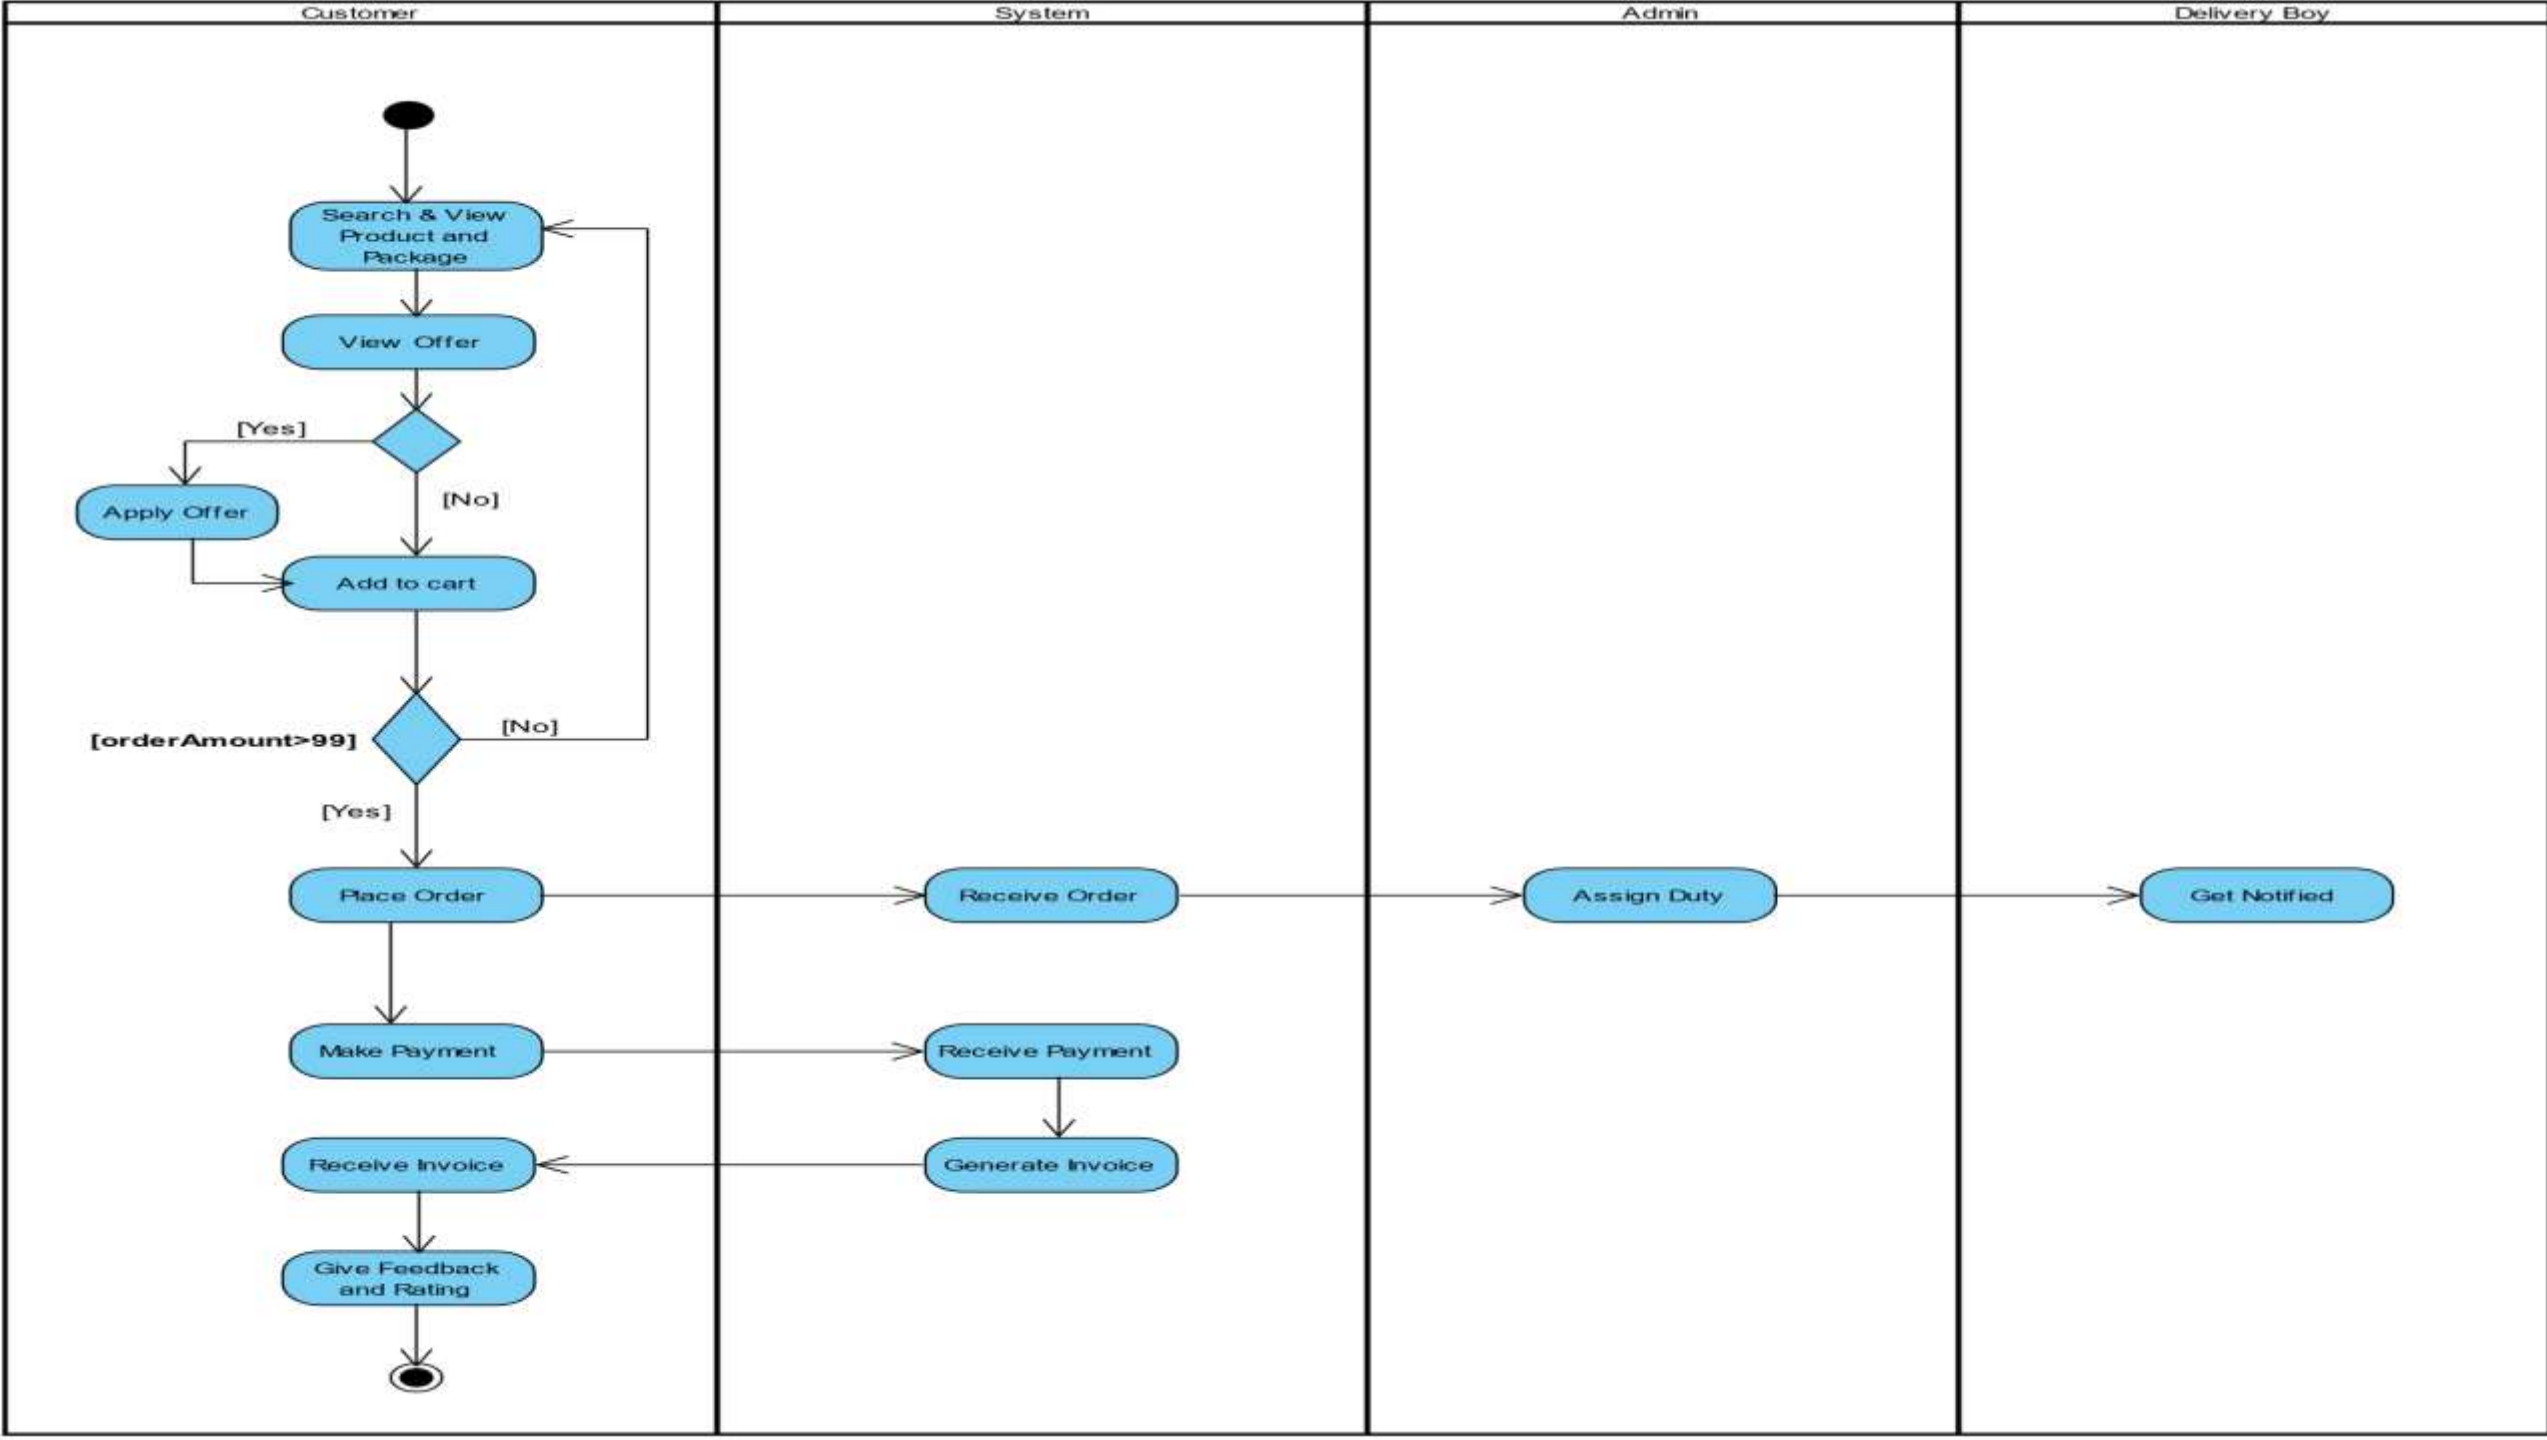 Customer
System
Admin
Delivery Boy
Search & View
Product and
Package
View Offer
[Yes]
[No]
Apply Offer
Add to cart
[orderAmount>99]
[No]
[Yes]
Place Order
Receive Order
Assign Duty
Get Notified
Make Payment
Receive Payment
Receive Invoice
Generate Invoice
Give Feedback
and Rating